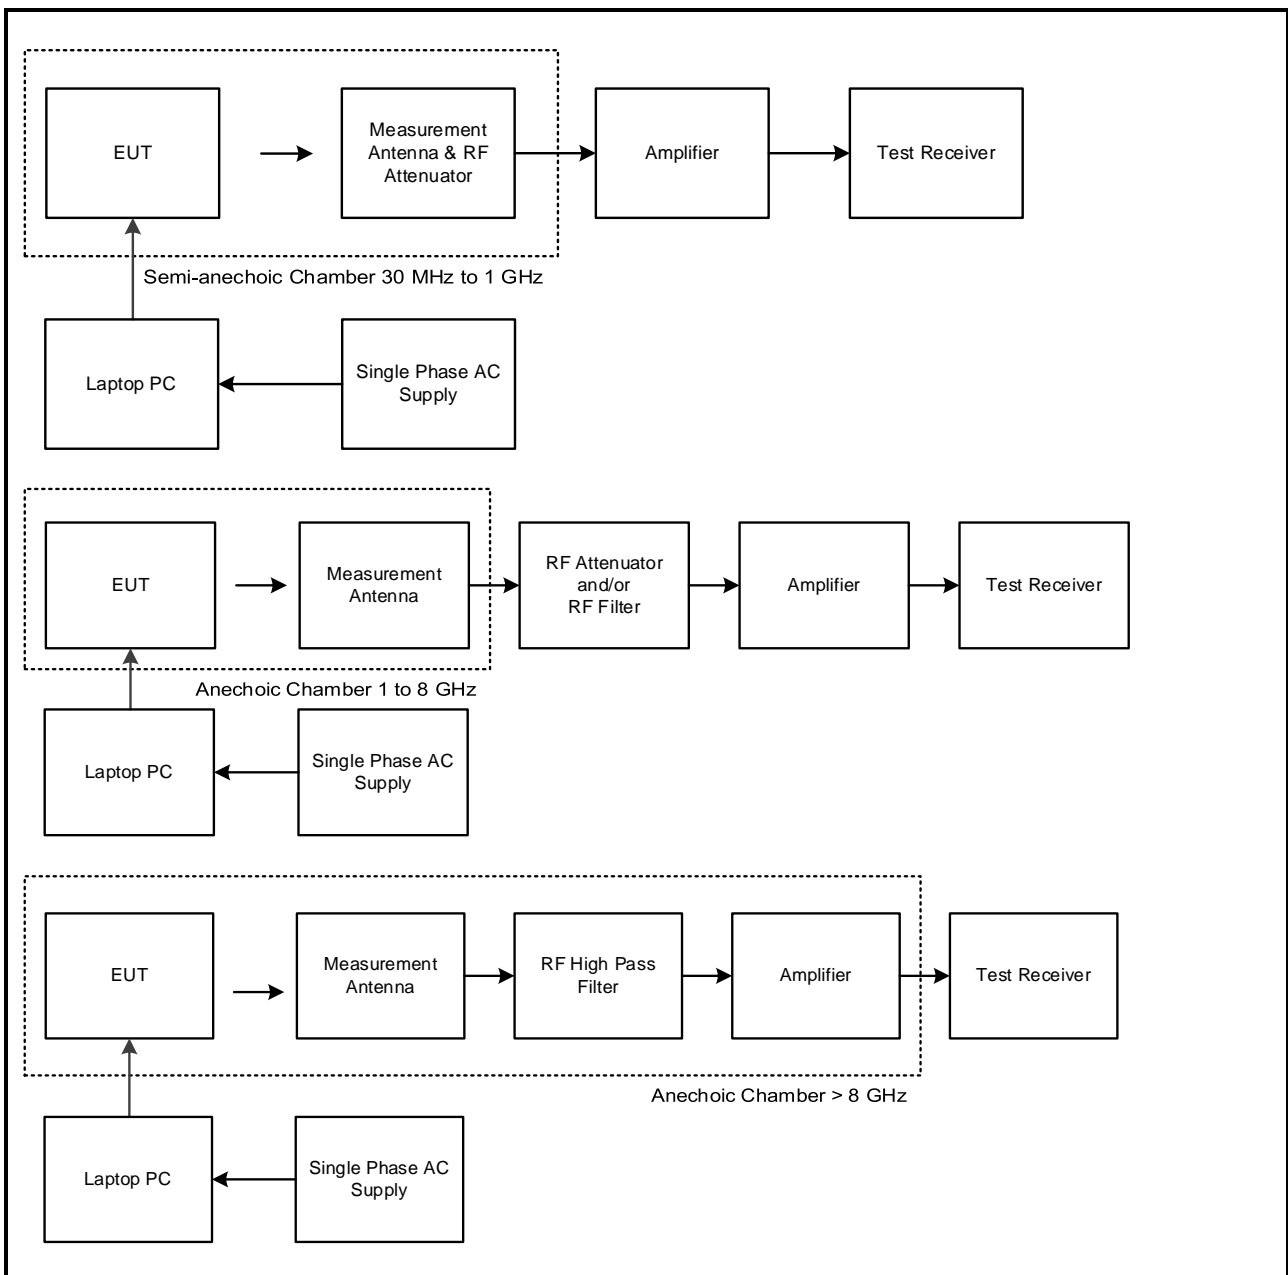 EUT
Measurement
Antenna & RF
Attenuator
Amplifier
Test Receiver
Semi-anechoic Chamber 30 MHz to 1 GHz
Laptop PC
Single Phase AC
Supply
EUT
Measurement
Antenna
RF Attenuator
and/or
RF Filter
Amplifier
Test Receiver
Anechoic Chamber 1 to 8 GHz
Laptop PC
Single Phase AC
Supply
EUT
Measurement
Antenna
RF High Pass
Filter
Amplifier
Test Receiver
Anechoic Chamber > 8 GHz
Laptop PC
Single Phase AC
Supply